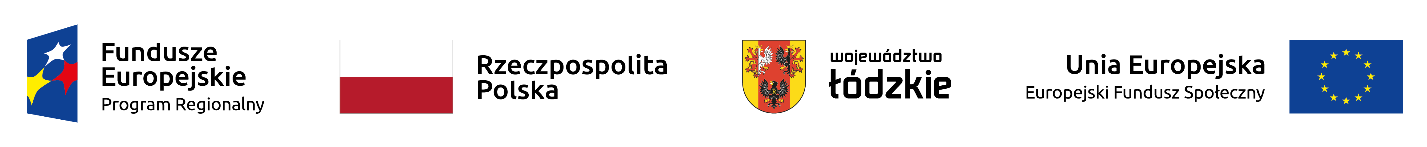 Fundusze
Europejskie
Program Regionalny
Rzeczpospolita
Polska
województwo
łódzkie
Unia Europejska
Europejski Fundusz Społeczny